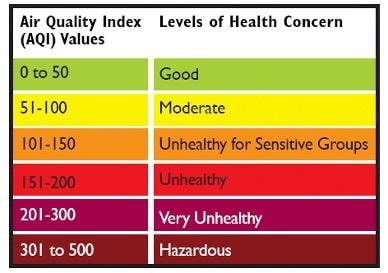 Air Quality Index (AQI) Values
Levels of Health Concern
0 to 50 Good
51-100 Moderate
101-150 Unhealthy for Sensitive Groups
151-200 Unhealthy
201-300 Very Unhealthy
301 to 500 Hazardous